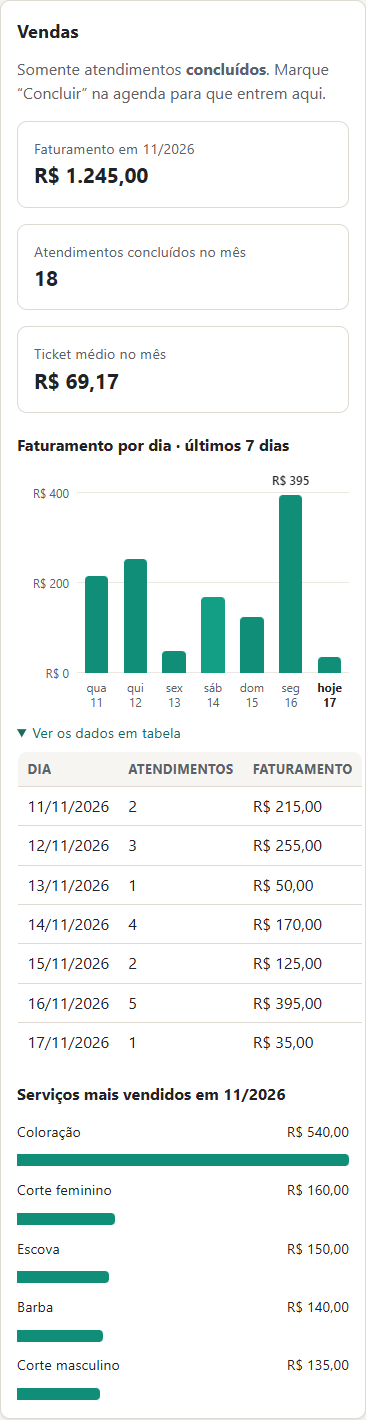 Vendas
Somente atendimentos concluídos. Marque
“Concluir” na agenda para que entrem aqui.
Faturamento em 11/2026
R$ 1.245,00
Atendimentos concluídos no mês
18
Ticket médio no mês
R$ 69,17
Faturamento por dia · últimos 7 dias
R$ 395
R$ 400
R$ 200
R$ 0
qua qui sex sáb dom seg hoje
11 12 13 14 15 16 17
▼ Ver os dados em tabela
DIA ATENDIMENTOS FATURAMENTO
11/11/2026 2 R$ 215,00
12/11/2026 3 R$ 255,00
13/11/2026 1 R$ 50,00
14/11/2026 4 R$ 170,00
15/11/2026 2 R$ 125,00
16/11/2026 5 R$ 395,00
17/11/2026 1 R$ 35,00
Serviços mais vendidos em 11/2026
Coloração R$ 540,00
Corte feminino R$ 160,00
Escova R$ 150,00
Barba R$ 140,00
Corte masculino R$ 135,00